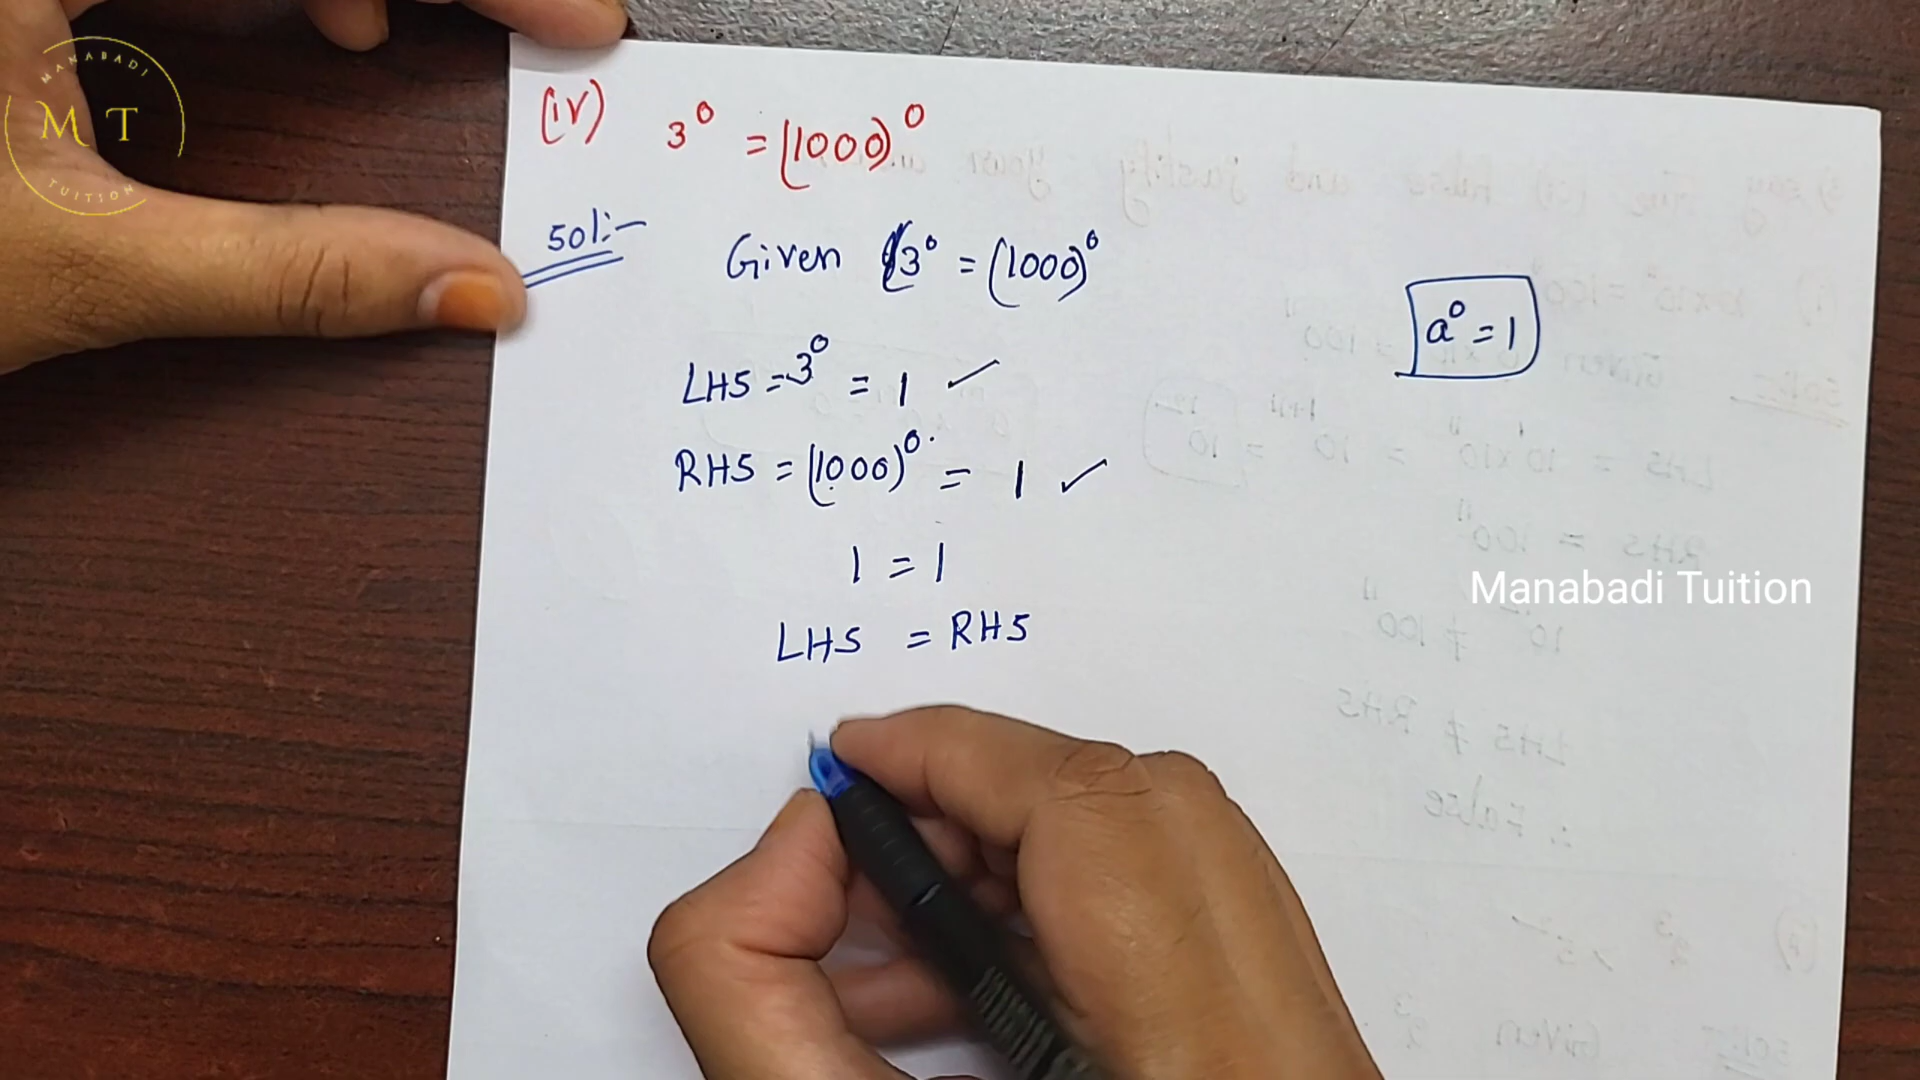 MANABADI
M T
TUITION
(iv) 3⁰ = (1000)⁰
Sol:-
Given 3⁰ = (1000)⁰
a⁰ = 1
LHS = 3⁰ = 1 ✓
RHS = (1000)⁰ = 1 ✓
1 = 1
LHS = RHS
Manabadi Tuition